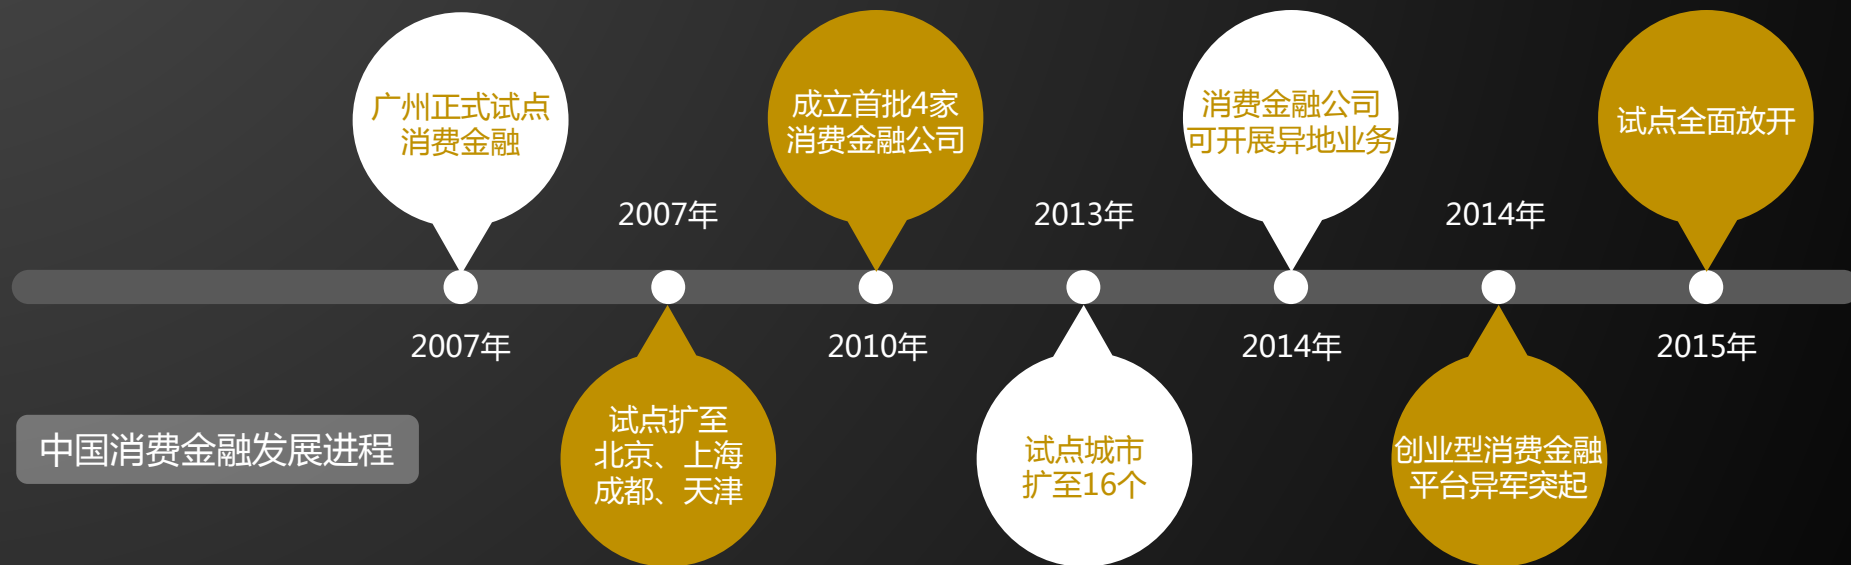 广州正式试点
消费金融
成立首批4家
消费金融公司
消费金融公司
可开展异地业务
试点全面放开
2007年
2013年
2014年
2007年
2010年
2014年
2015年
试点扩至
北京、上海
成都、天津
试点城市
扩至16个
创业型消费金融
平台异军突起
中国消费金融发展进程